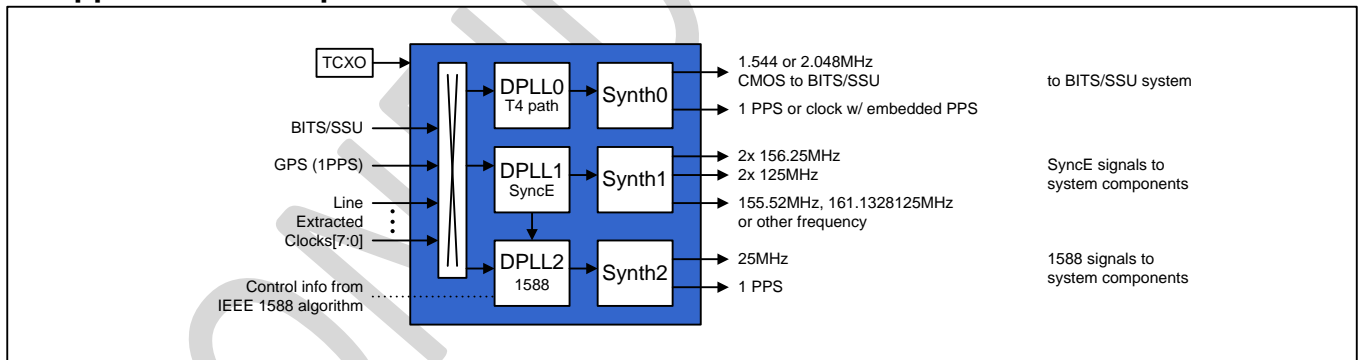 TCXO
BITS/SSU
GPS (1PPS)
Line
Extracted
Clocks[7:0]
Control info from
IEEE 1588 algorithm
DPLL0
T4 path
Synth0
DPLL1
SyncE
Synth1
DPLL2
1588
Synth2
1.544 or 2.048MHz
CMOS to BITS/SSU
1 PPS or clock w/ embedded PPS
2x 156.25MHz
2x 125MHz
155.52MHz, 161.1328125MHz
or other frequency
25MHz
1 PPS
to BITS/SSU system
SyncE signals to
system components
1588 signals to
system components